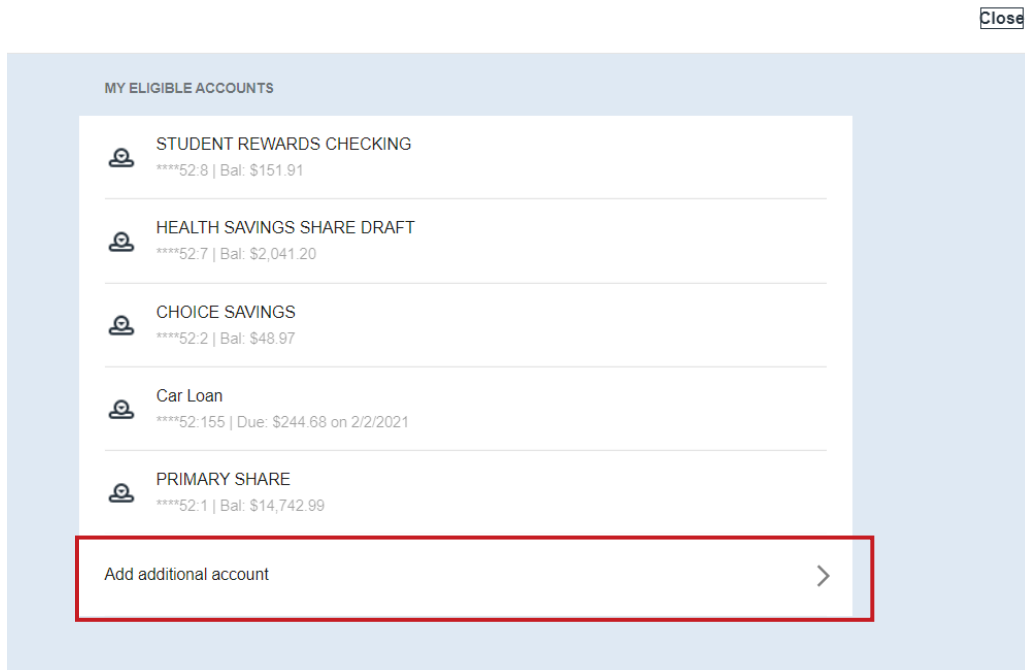 Close
MY ELIGIBLE ACCOUNTS
STUDENT REWARDS CHECKING
****52:8 | Bal: $151.91
HEALTH SAVINGS SHARE DRAFT
****52:7 | Bal: $2,041.20
CHOICE SAVINGS
****52:2 | Bal: $48.97
Car Loan
****52:155 | Due: $244.68 on 2/2/2021
PRIMARY SHARE
****52:1 | Bal: $14,742.99
Add additional account